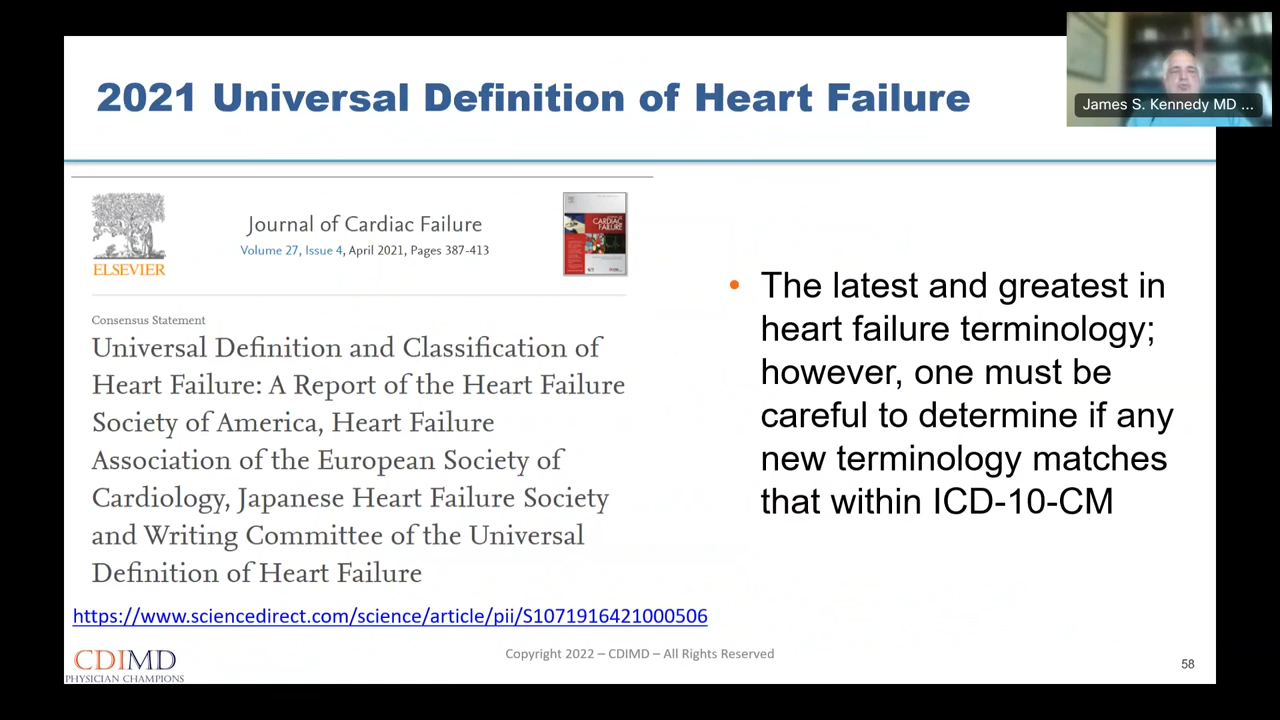 2021 Universal Definition of Heart Failure
James S. Kennedy MD ...
ELSEVIER
Journal of Cardiac Failure
Volume 27, Issue 4, April 2021, Pages 387-413
CARDIAC
FAILURE
Consensus Statement
Universal Definition and Classification of
Heart Failure: A Report of the Heart Failure
Society of America, Heart Failure
Association of the European Society of
Cardiology, Japanese Heart Failure Society
and Writing Committee of the Universal
Definition of Heart Failure
https://www.sciencedirect.com/science/article/pii/S1071916421000506
• The latest and greatest in
heart failure terminology;
however, one must be
careful to determine if any
new terminology matches
that within ICD-10-CM
CDIMD
PHYSICIAN CHAMPIONS
Copyright 2022 – CDIMD – All Rights Reserved
58